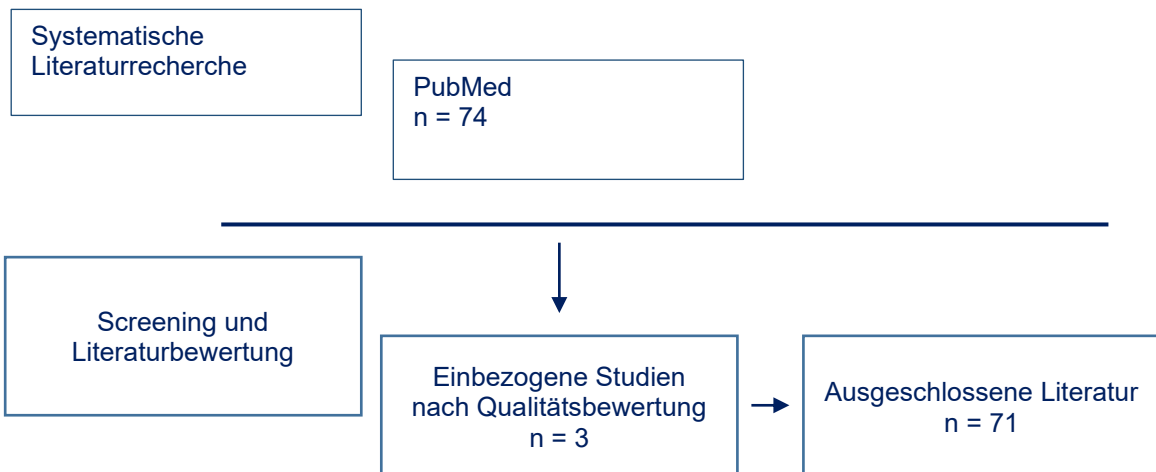 Systematische
Literaturrecherche
PubMed
n = 74
Screening und
Literaturbewertung
Einbezogene Studien
nach Qualitätsbewertung
n = 3
Ausgeschlossene Literatur
n = 71